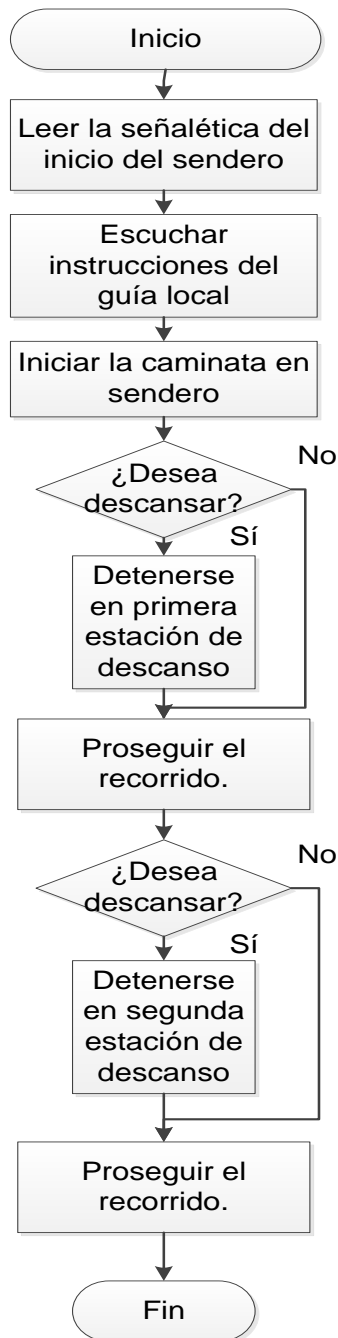 Inicio
Leer la señalética del
inicio del sendero
Escuchar
instrucciones del
guía local
Iniciar la caminata en
sendero
¿Desea
descansar?
No
Sí
Detenerse
en primera
estación de
descanso
Proseguir el
recorrido.
¿Desea
descansar?
No
Sí
Detenerse
en segunda
estación de
descanso
Proseguir el
recorrido.
Fin